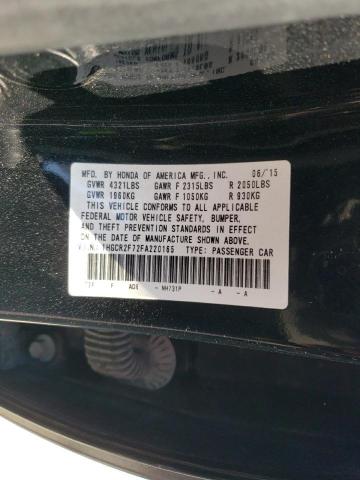 MFD. BY HONDA OF AMERICA MFG., INC. 06/15
GVWR 4321LBS GAWR F 2315LBS R 2050LBS
GVWR 1960KG GAWR F 1050KG R 930KG
THIS VEHICLE CONFORMS TO ALL APPLICABLE
FEDERAL MOTOR VEHICLE SAFETY, BUMPER,
AND THEFT PREVENTION STANDARDS IN EFFECT
ON THE DATE OF MANUFACTURE SHOWN ABOVE.
V.I.N.: 1HGCR2F72FA220165 TYPE: PASSENGER CAR
F AD6 - NH731P - A - A